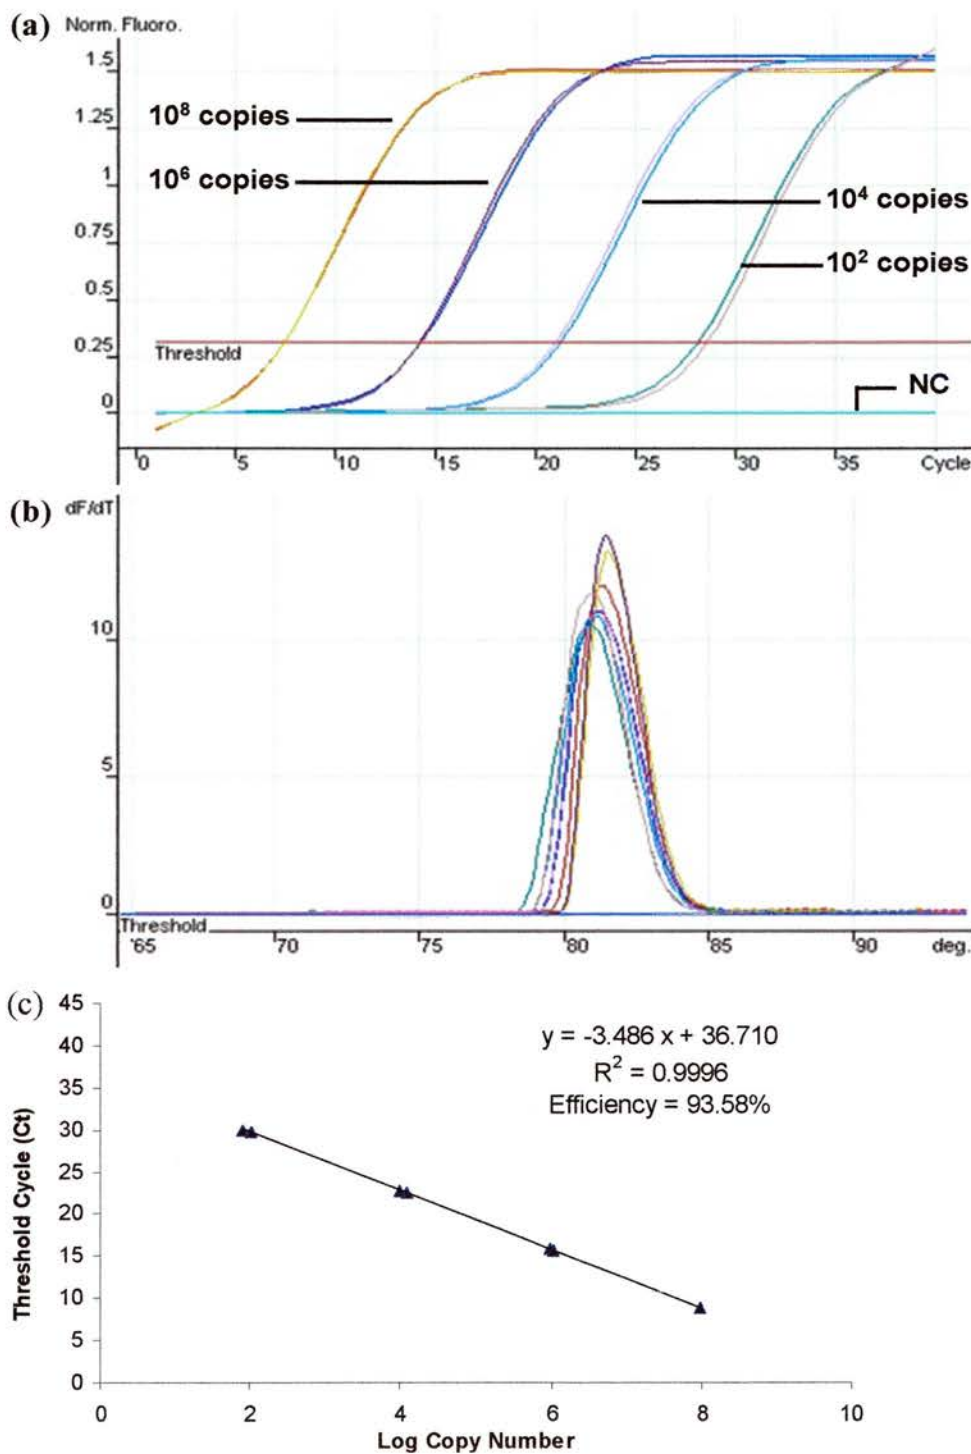 (a) Norm. Fluoro.
1.5
1.25
1
0.75
0.5
0.25
0
10⁸ copies
10⁶ copies
10⁴ copies
10² copies
Threshold
NC
0 5 10 15 20 25 30 35 Cycle
(b) dF/dT
10
5
0
Threshold
65 70 75 80 85 90 deg.
(c)
45
40
35
30
25
20
15
10
5
0
Threshold Cycle (Ct)
y = -3.486 x + 36.710
R² = 0.9996
Efficiency = 93.58%
0 2 4 6 8 10
Log Copy Number